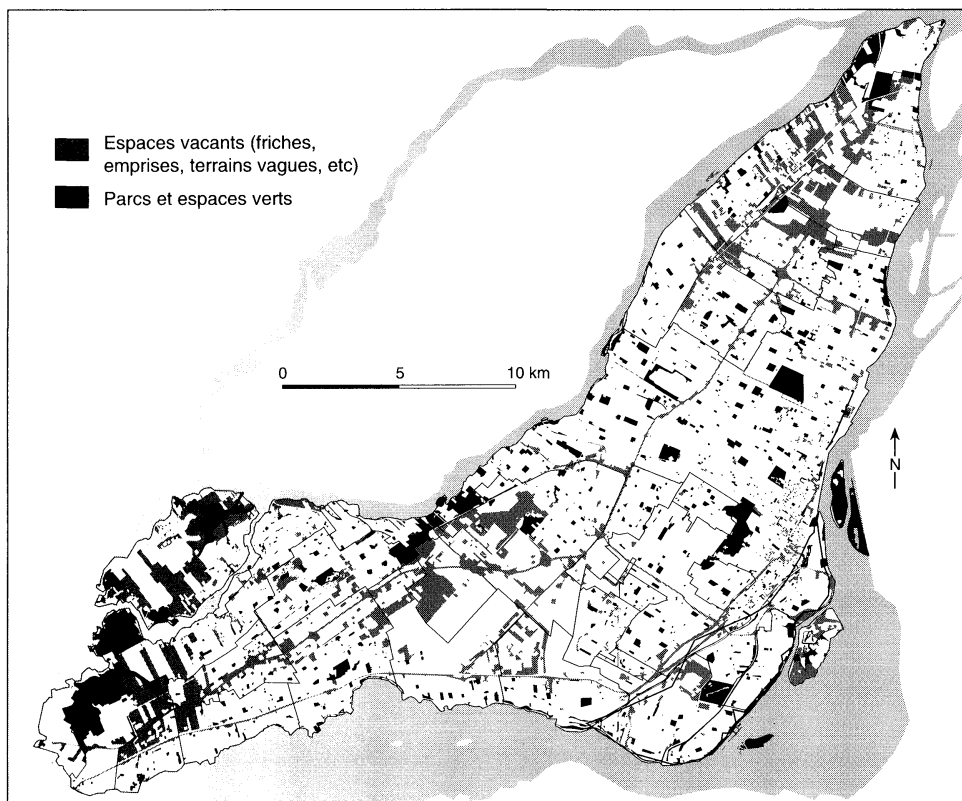 Espaces vacants (friches,
emprises, terrains vagues, etc)
Parcs et espaces verts
0 5 10 km
N